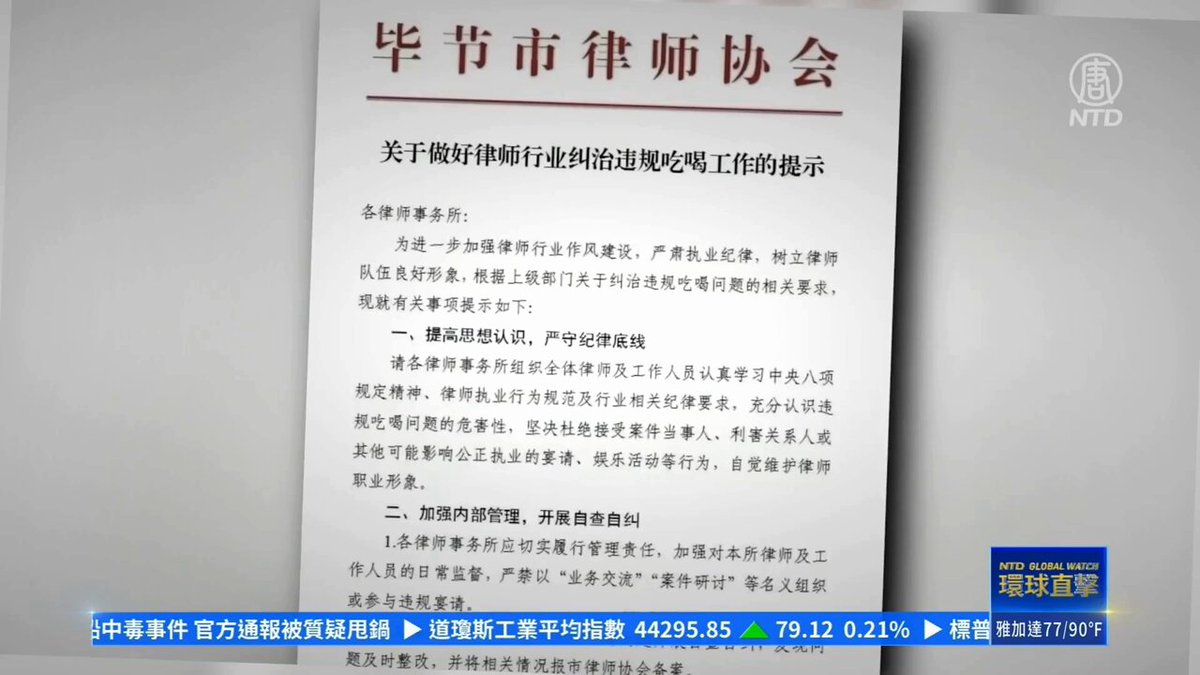 毕节市律师协会
唐
NTD
关于做好律师行业纠治违规吃喝工作的提示
各律师事务所：
为进一步加强律师行业作风建设，严肃执业纪律，树立律师
队伍良好形象，根据上级部门关于纠治违规吃喝问题的相关要求，
现就有关事项提示如下：
一、提高思想认识，严守纪律底线
请各律师事务所组织全体律师及工作人员认真学习中央八项
规定精神、律师执业行为规范及行业相关纪律要求，充分认识违
规吃喝问题的危害性，坚决杜绝接受案件当事人、利害关系人或
其他可能影响公正执业的宴请、娱乐活动等行为，自觉维护律师
职业形象。
二、加强内部管理，开展自查自纠
1.各律师事务所应切实履行管理责任，加强对本所律师及工
作人员的日常监督，严禁以“业务交流”“案件研讨”等名义组织
或参与违规宴请。
题及时整改，并将相关情况报市律师协会备案。
NTD GLOBAL WATCH
環球直擊
中毒事件 官方通報被質疑甩鍋 ▶ 道瓊斯工業平均指數 44295.85 ▲ 79.12 0.21% ▶ 標普
雅加達77/90°F